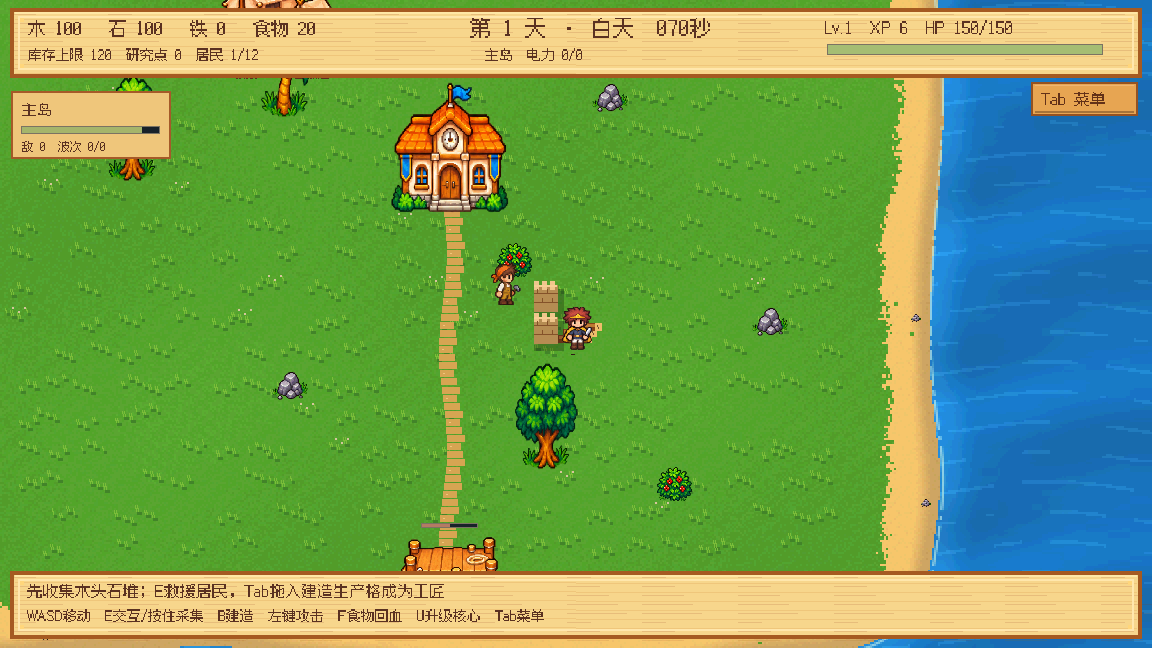 木 100 石 100 铁 0 食物 20
第 1 天 · 白天 070秒
Lv.1 XP 6 HP 150/150
库存上限 120 研究点 0 居民 1/12
主岛 电力 0/0
主岛
敌 0 波次 0/0
Tab 菜单
先收集木头石堆；E救援居民，Tab拖入建造生产格成为工匠
WASD移动 E交互/按住采集 B建造 左键攻击 F食物回血 U升级核心 Tab菜单